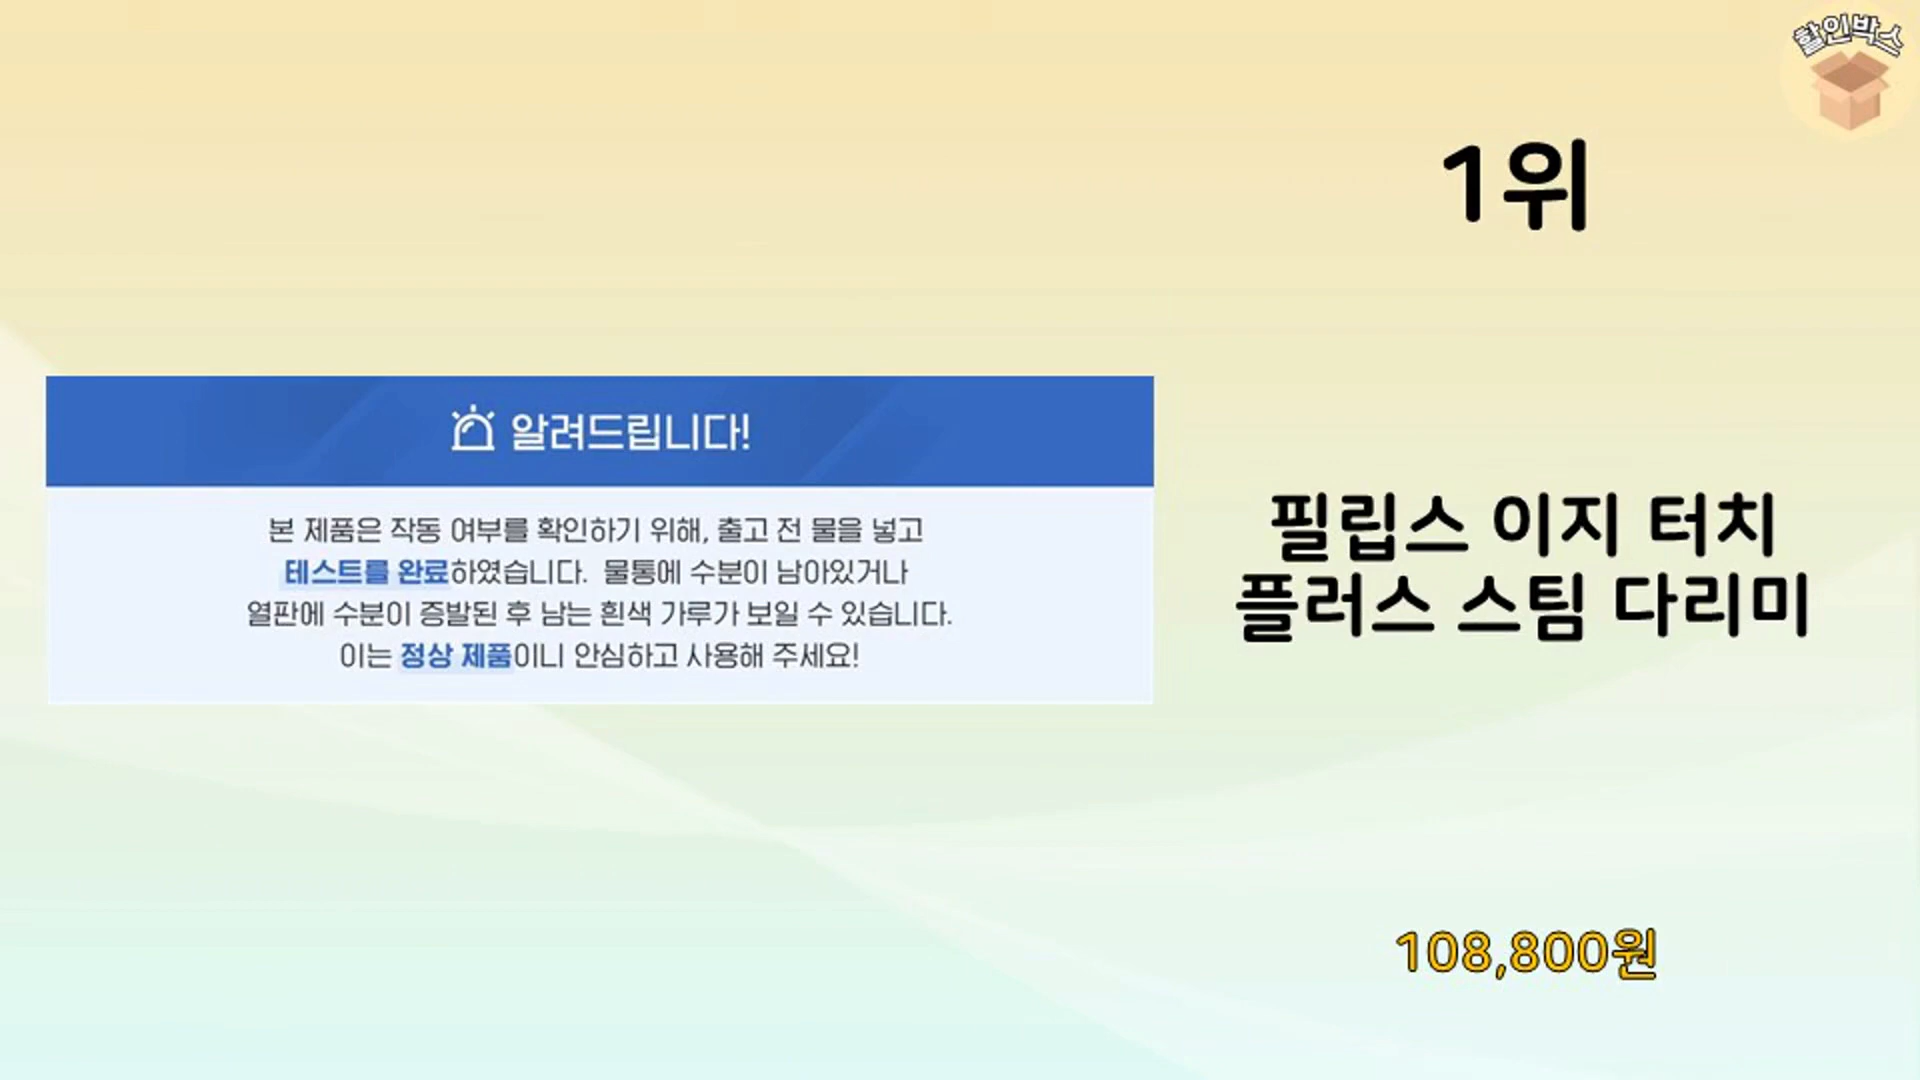 할인박스
1위
알려드립니다!
본 제품은 작동 여부를 확인하기 위해, 출고 전 물을 넣고
테스트를 완료하였습니다. 물통에 수분이 남아있거나
열판에 수분이 증발된 후 남는 흰색 가루가 보일 수 있습니다.
이는 정상 제품이니 안심하고 사용해 주세요!
필립스 이지 터치
플러스 스팀 다리미
108,800원